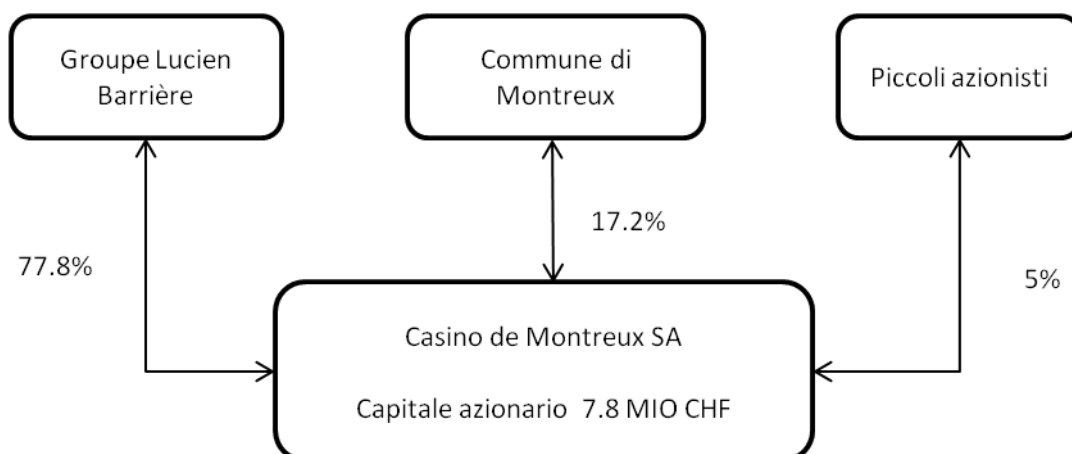 Groupe Lucien
Barrière
Commune di
Montreux
Piccoli azionisti
17.2%
77.8%
5%
Casino de Montreux SA
Capitale azionario 7.8 MIO CHF